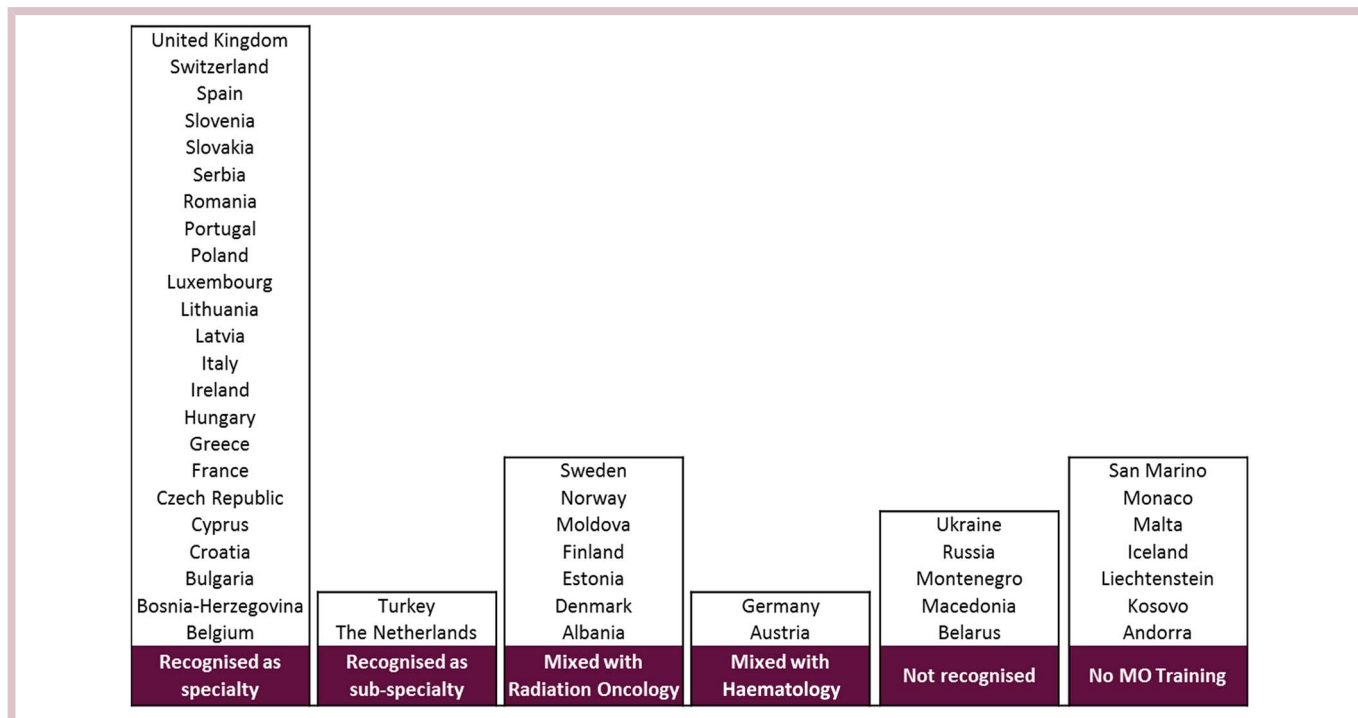 United Kingdom
Switzerland
Spain
Slovenia
Slovakia
Serbia
Romania
Portugal
Poland
Luxembourg
Lithuania
Latvia
Italy
Ireland
Hungary
Greece
France
Czech Republic
Cyprus
Croatia
Bulgaria
Bosnia-Herzegovina
Belgium
Recognised as
specialty
Turkey
The Netherlands
Recognised as
sub-specialty
Sweden
Norway
Moldova
Finland
Estonia
Denmark
Albania
Mixed with
Radiation Oncology
Germany
Austria
Mixed with
Haematology
Ukraine
Russia
Montenegro
Macedonia
Belarus
Not recognised
San Marino
Monaco
Malta
Iceland
Liechtenstein
Kosovo
Andorra
No MO Training